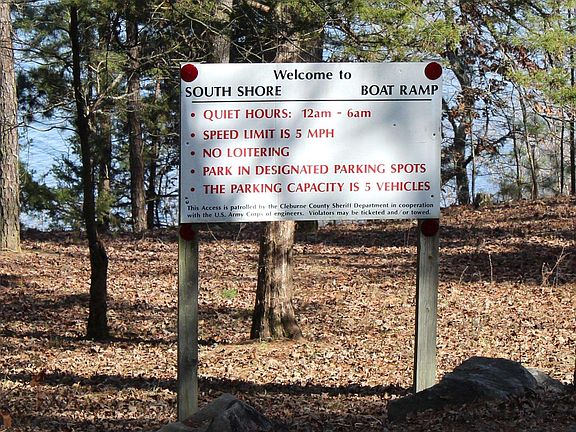 Welcome to
SOUTH SHORE BOAT RAMP
• QUIET HOURS: 12am - 6am
• SPEED LIMIT IS 5 MPH
• NO LOITERING
• PARK IN DESIGNATED PARKING SPOTS
• THE PARKING CAPACITY IS 5 VEHICLES
This Access is patrolled by the Cleburne County Sheriff Department in cooperation
with the U.S. Army Corps of engineers. Violators may be ticketed and/or towed.